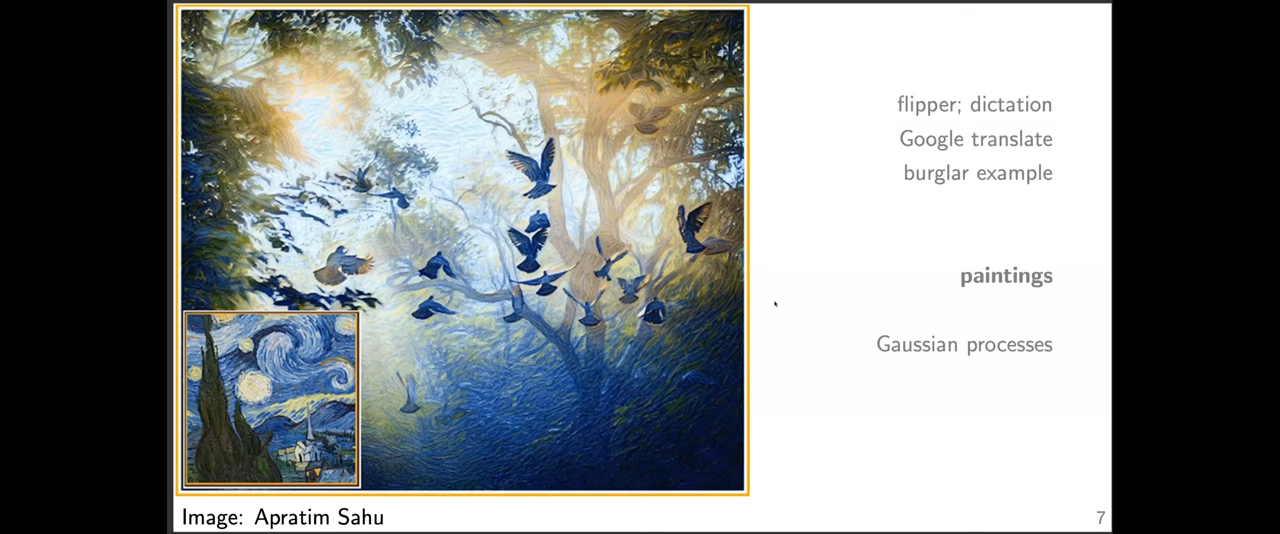 flipper; dictation
Google translate
burglar example
paintings
Gaussian processes
Image: Apratim Sahu
7